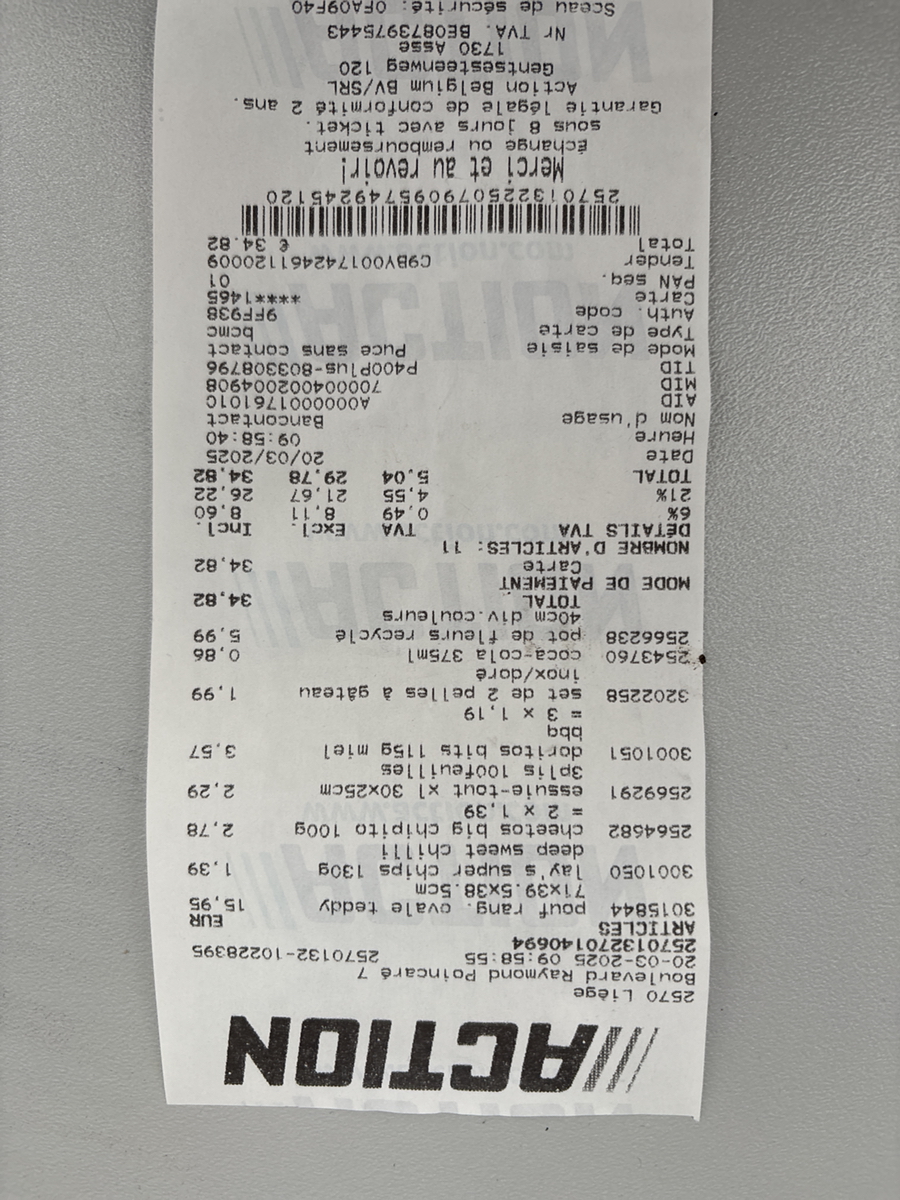 ACTION
2570 Liège
Boulevard Raymond Poincaré 7
20-03-2025 09:58:55 2570132-10228395
257013270140694
ARTICLES EUR
3015844 pouf rang. ovale teddy 15,95
71x39.5x38.5cm
3001050 lay's super chips 130g 1,39
deep sweet chilli
2564682 cheetos big chipito 100g 2,78
= 2 x 1,39
2569291 essuie-tout xl 30x25cm 2,29
3plis 100feuilles
3001051 doritos bits 115g miel 3,57
bbq
= 3 x 1,19
3202258 set de 2 pelles à gâteau 1,99
inox/doré
2543760 coca-cola 375ml 0,86
2566238 pot de fleurs recyclé 5,99
40cm div.couleurs
TOTAL 34,82
MODE DE PAIEMENT
Carte 34,82
NOMBRE D'ARTICLES: 11
DÉTAILS TVA TVA Excl. Incl.
6% 0,49 8,11 8,60
21% 4,55 21,67 26,22
TOTAL 5,04 29,78 34,82
Date 20/03/2025
Heure 09:58:40
Nom d'usage Bancontact
AID A000000176101C
MID 700004002004908
TID P400Plus-803308796
Mode de saisie Puce sans contact
Type de carte bcmc
Auth. code 9FF938
Carte ****1465
PAN seq. 01
Tender C9BY001742461120009
Total € 34.82
Merci et au revoir!
Échange ou remboursement
sous 8 jours avec ticket.
Garantie légale de conformité 2 ans.
Action Belgium BV/SRL
Gentsesteenweg 120
1730 Asse
Nr TVA. BE0873975443
Sceau de sécurité: 0FA09F40